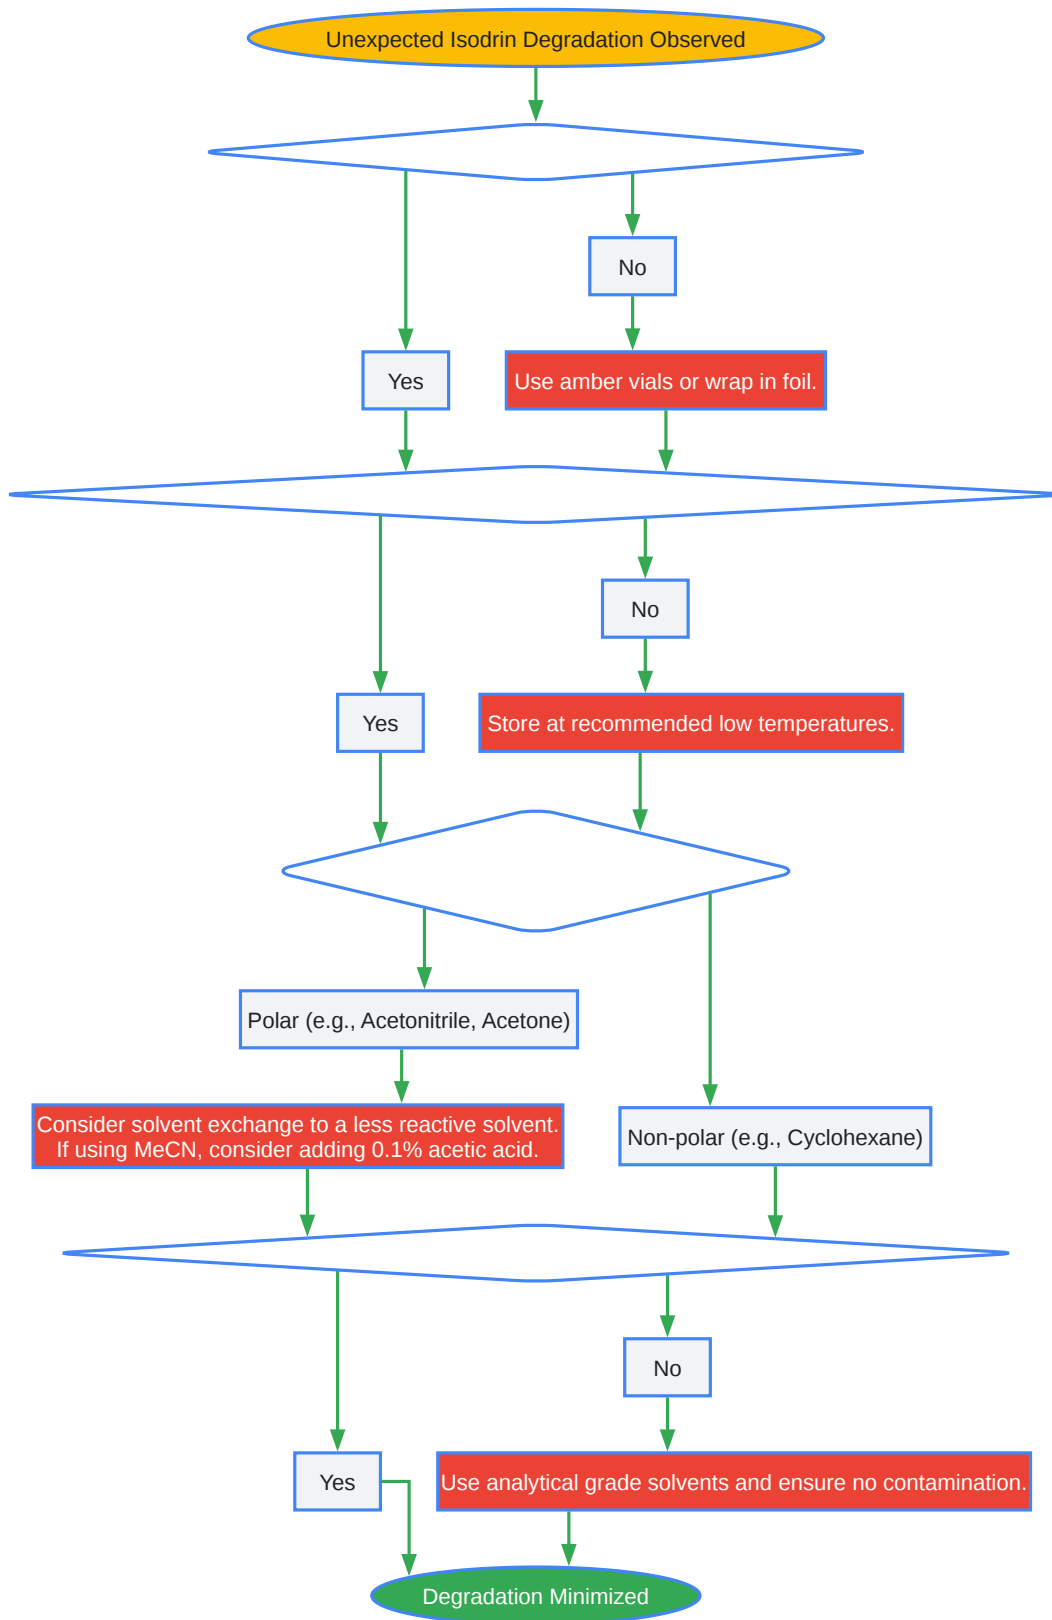 Unexpected Isodrin Degradation Observed
No
Yes
Use amber vials or wrap in foil.
No
Yes
Store at recommended low temperatures.
Polar (e.g., Acetonitrile, Acetone)
Consider solvent exchange to a less reactive solvent.
If using MeCN, consider adding 0.1% acetic acid.
Non-polar (e.g., Cyclohexane)
No
Yes
Use analytical grade solvents and ensure no contamination.
Degradation Minimized